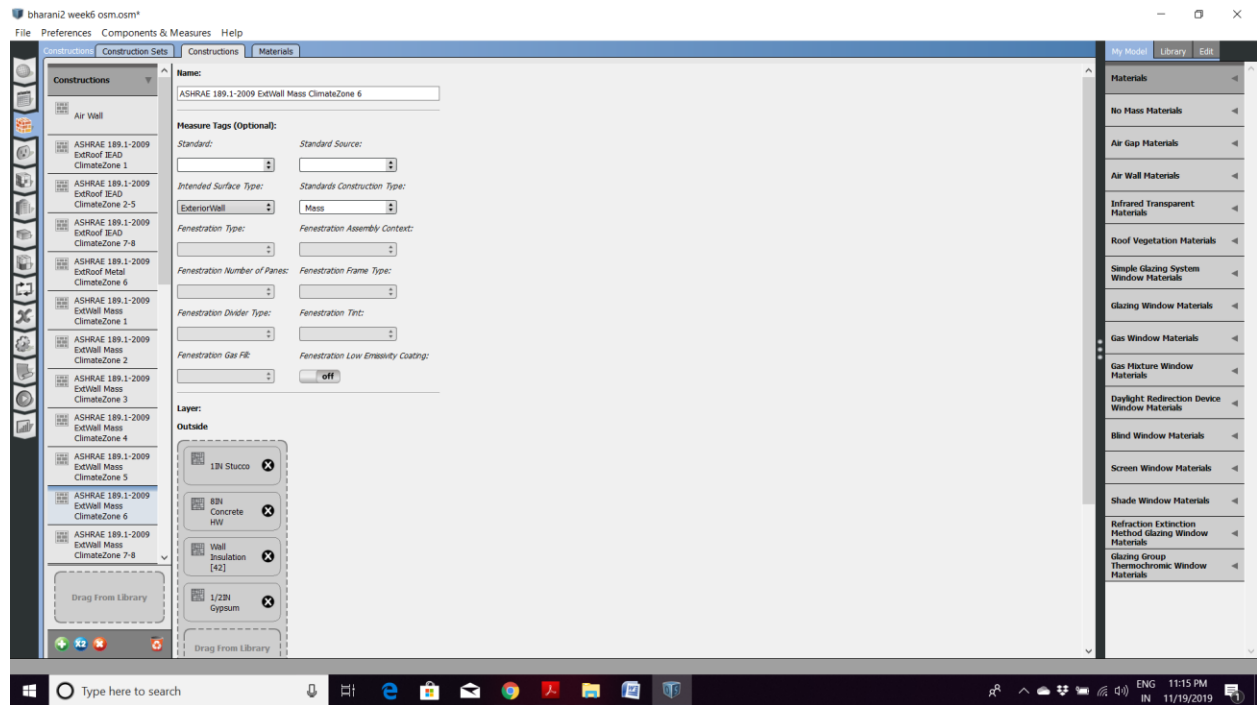 bharani2 week6 osm.osm*
File Preferences Components & Measures Help
Constructions Construction Sets Constructions Materials
My Model Library Edit
Constructions
Air Wall
ASHRAE 189.1-2009
ExtRoof IEAD
ClimateZone 1
ASHRAE 189.1-2009
ExtRoof IEAD
ClimateZone 2-5
ASHRAE 189.1-2009
ExtRoof IEAD
ClimateZone 7-8
ASHRAE 189.1-2009
ExtRoof Metal
ClimateZone 6
ASHRAE 189.1-2009
ExtWall Mass
ClimateZone 1
ASHRAE 189.1-2009
ExtWall Mass
ClimateZone 2
ASHRAE 189.1-2009
ExtWall Mass
ClimateZone 3
ASHRAE 189.1-2009
ExtWall Mass
ClimateZone 4
ASHRAE 189.1-2009
ExtWall Mass
ClimateZone 5
ASHRAE 189.1-2009
ExtWall Mass
ClimateZone 6
ASHRAE 189.1-2009
ExtWall Mass
ClimateZone 7-8
Drag From Library
X2
Name:
ASHRAE 189.1-2009 ExtWall Mass ClimateZone 6
Measure Tags (Optional):
Standard: Standard Source:
Intended Surface Type: Standards Construction Type:
ExteriorWall Mass
Fenestration Type: Fenestration Assembly Context:
Fenestration Number of Panes: Fenestration Frame Type:
Fenestration Divider Type: Fenestration Tint:
Fenestration Gas Fill: Fenestration Low Emissivity Coating:
off
Layer:
Outside
1IN Stucco
8IN
Concrete
HW
Wall
Insulation
[42]
1/2IN
Gypsum
Drag From Library
Materials
No Mass Materials
Air Gap Materials
Air Wall Materials
Infrared Transparent
Materials
Roof Vegetation Materials
Simple Glazing System
Window Materials
Glazing Window Materials
Gas Window Materials
Gas Mixture Window
Materials
Daylight Redirection Device
Window Materials
Blind Window Materials
Screen Window Materials
Shade Window Materials
Refraction Extinction
Method Glazing Window
Materials
Glazing Group
Thermochromic Window
Materials
Type here to search
ENG 11:15 PM
IN 11/19/2019
1